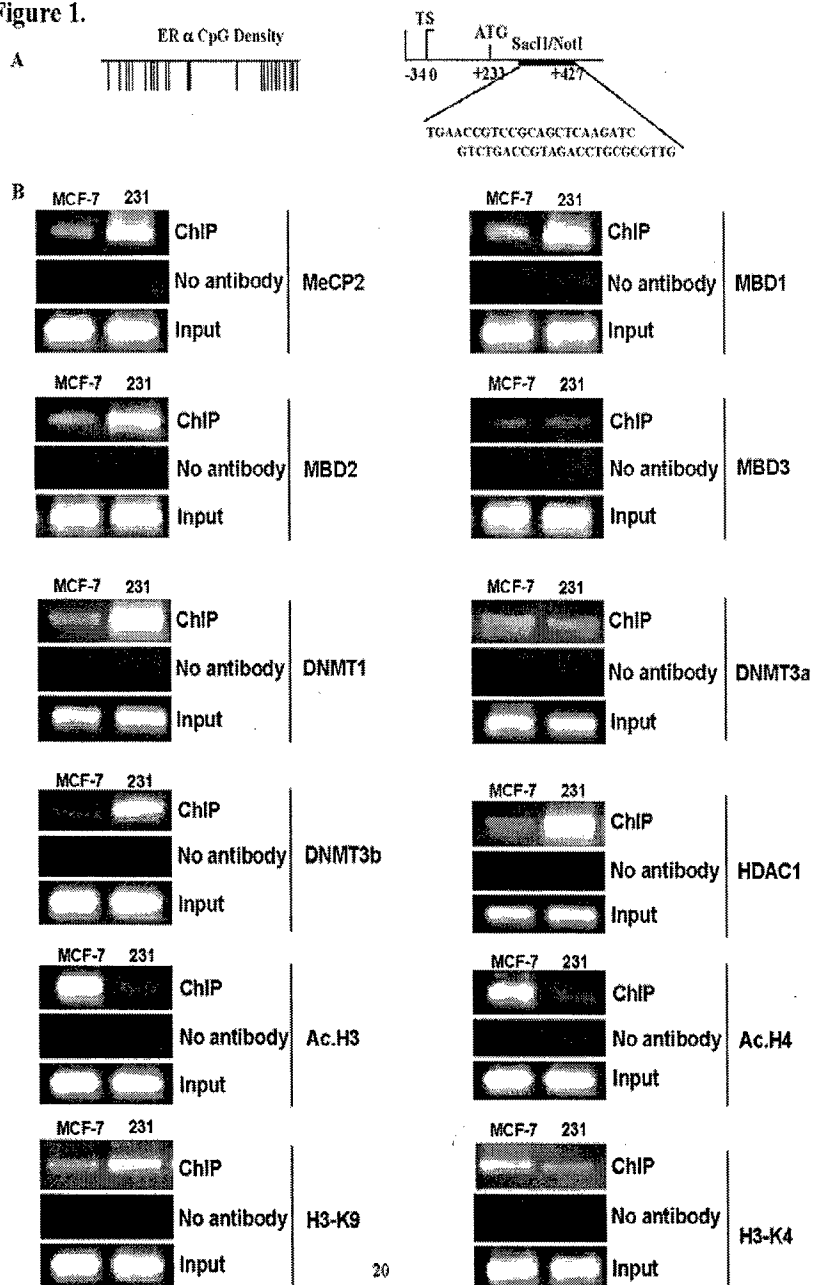 Figure 1.
A
ER α CpG Density
TS
ATG
SacII/NotI
-34 0
+233
+427
TGAACCGTCCGCAGCTCAAGATC
GTCTGACCGTAGACCTGCGCGTTG
B
MCF-7 231
ChIP
No antibody
MeCP2
Input
MCF-7 231
ChIP
No antibody
MBD1
Input
MCF-7 231
ChIP
No antibody
MBD2
Input
MCF-7 231
ChIP
No antibody
MBD3
Input
MCF-7 231
ChIP
No antibody
DNMT1
Input
MCF-7 231
ChIP
No antibody
DNMT3a
Input
MCF-7 231
ChIP
No antibody
DNMT3b
Input
MCF-7 231
ChIP
No antibody
HDAC1
Input
MCF-7 231
ChIP
No antibody
Ac.H3
Input
MCF-7 231
ChIP
No antibody
Ac.H4
Input
MCF-7 231
ChIP
No antibody
H3-K9
Input
MCF-7 231
ChIP
No antibody
H3-K4
Input
20